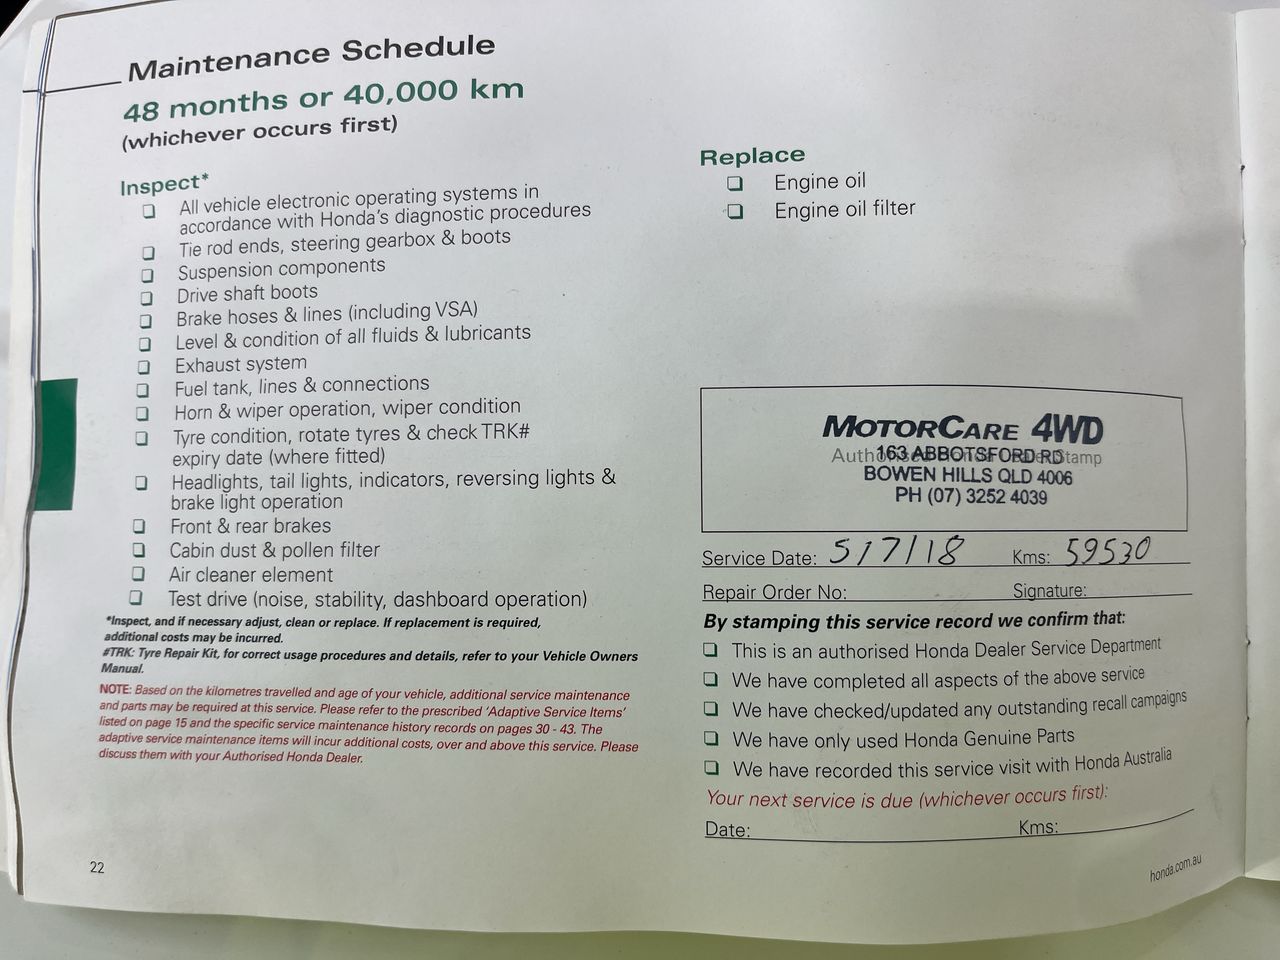 Maintenance Schedule
48 months or 40,000 km
(whichever occurs first)
Inspect*
All vehicle electronic operating systems in
accordance with Honda's diagnostic procedures
Tie rod ends, steering gearbox & boots
Suspension components
Drive shaft boots
Brake hoses & lines (including VSA)
Level & condition of all fluids & lubricants
Exhaust system
Fuel tank, lines & connections
Horn & wiper operation, wiper condition
Tyre condition, rotate tyres & check TRK#
expiry date (where fitted)
Headlights, tail lights, indicators, reversing lights &
brake light operation
Front & rear brakes
Cabin dust & pollen filter
Air cleaner element
Test drive (noise, stability, dashboard operation)
*Inspect, and if necessary adjust, clean or replace. If replacement is required,
additional costs may be incurred.
#TRK: Tyre Repair Kit, for correct usage procedures and details, refer to your Vehicle Owners
Manual.
NOTE: Based on the kilometres travelled and age of your vehicle, additional service maintenance
and parts may be required at this service. Please refer to the prescribed 'Adaptive Service Items'
listed on page 15 and the specific service maintenance history records on pages 30 - 43. The
adaptive service maintenance items will incur additional costs, over and above this service. Please
discuss them with your Authorised Honda Dealer.
22
Replace
Engine oil
Engine oil filter
MOTORCARE 4WD
163 ABBOTSFORD RD
Stamp
BOWEN HILLS QLD 4006
PH (07) 3252 4039
Service Date: 5/7/18 Kms: 59530
Repair Order No: Signature:
By stamping this service record we confirm that:
This is an authorised Honda Dealer Service Department
We have completed all aspects of the above service
We have checked/updated any outstanding recall campaigns
We have only used Honda Genuine Parts
We have recorded this service visit with Honda Australia
Your next service is due (whichever occurs first):
Date: Kms:
honda.com.au